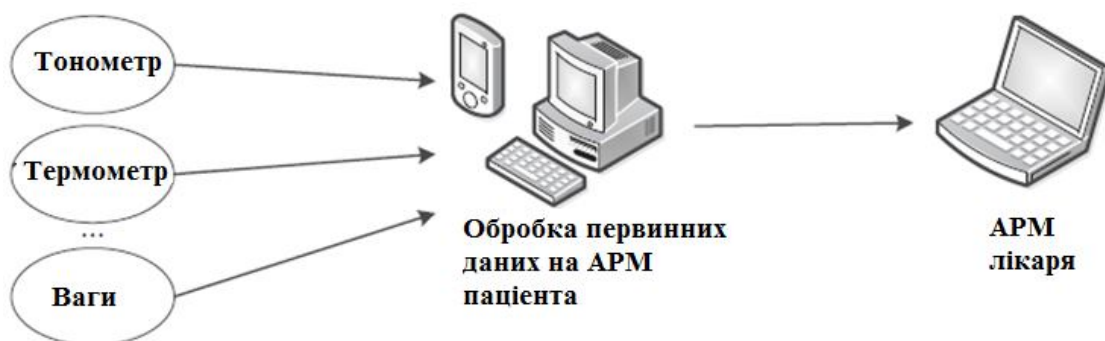 Тонометр
Термометр
...
Ваги
Обробка первинних
даних на АРМ
пацієнта
АРМ
лікаря